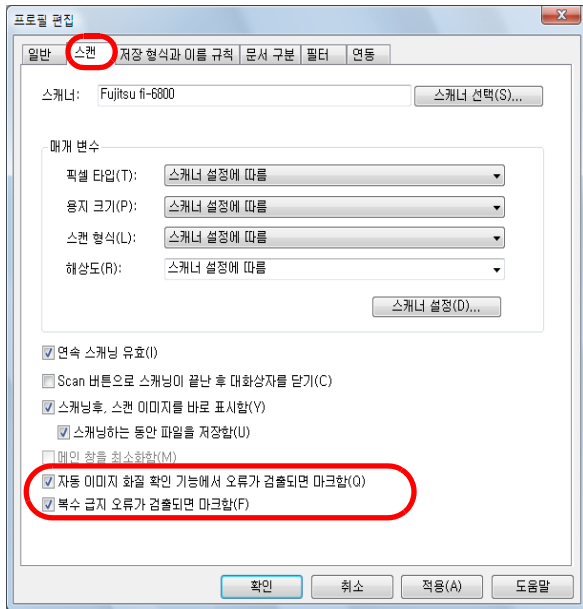 프로필 편집
일반 스캔 저장 형식과 이름 규칙 문서 구분 필터 연동
스캐너: Fujitsu fi-6800 스캐너 선택(S)...
매개 변수
픽셀 타입(T): 스캐너 설정에 따름
용지 크기(P): 스캐너 설정에 따름
스캔 형식(L): 스캐너 설정에 따름
해상도(R): 스캐너 설정에 따름
스캐너 설정(D)...
연속 스캐닝 유효(I)
Scan 버튼으로 스캐닝이 끝난 후 대화상자를 닫기(C)
스캐닝후, 스캔 이미지를 바로 표시함(Y)
스캐닝하는 동안 파일을 저장함(U)
메인 창을 최소화함(M)
자동 이미지 화질 확인 기능에서 오류가 검출되면 마크함(Q)
복수 급지 오류가 검출되면 마크함(F)
확인 취소 적용(A) 도움말